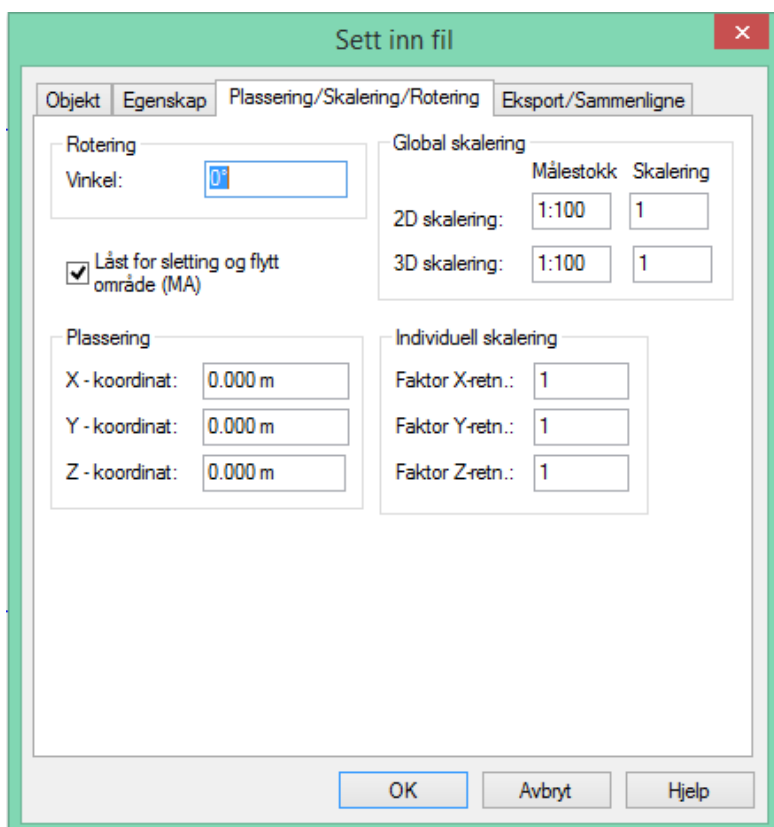 Sett inn fil
Objekt Egenskap Plassering/Skalering/Rotering Eksport/Sammenligne
Rotering
Vinkel: 0°
Låst for sletting og flytt
område (MA)
Global skalering
Målestokk Skalering
2D skalering: 1:100 1
3D skalering: 1:100 1
Plassering
X - koordinat: 0.000 m
Y - koordinat: 0.000 m
Z - koordinat: 0.000 m
Individuell skalering
Faktor X-retn.: 1
Faktor Y-retn.: 1
Faktor Z-retn.: 1
OK Avbryt Hjelp